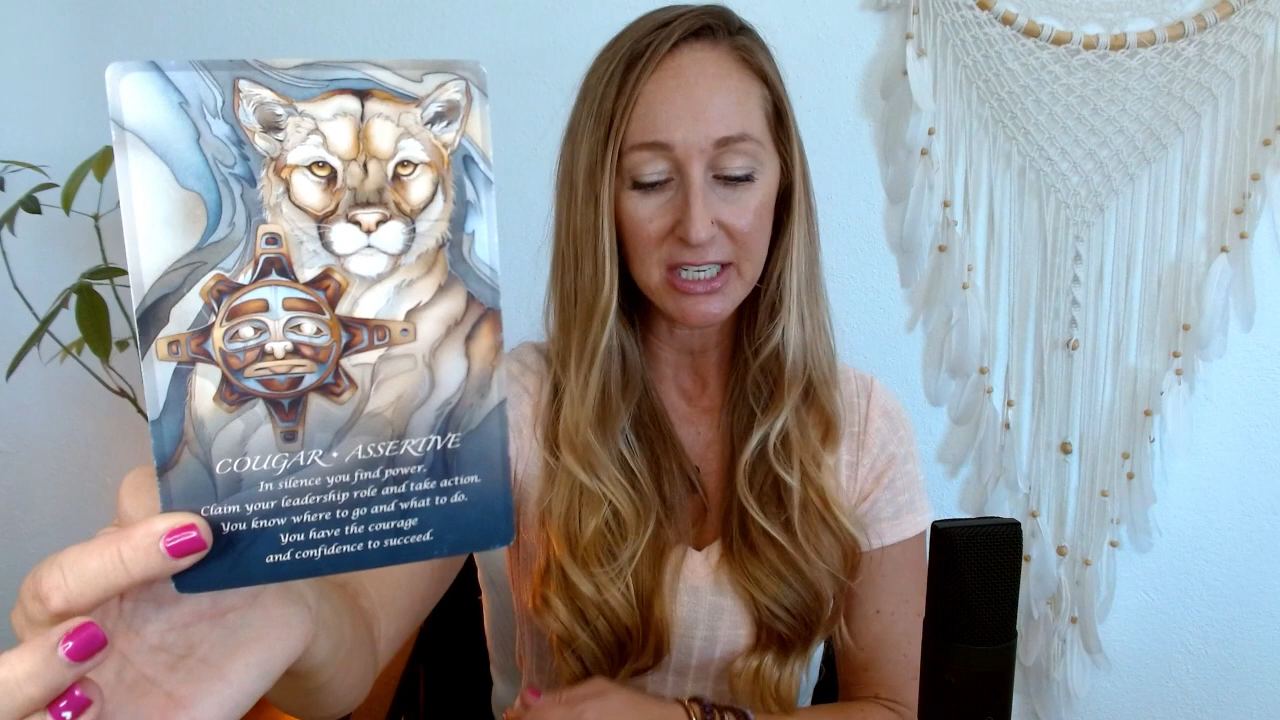 COUGAR • ASSERTIVE
In silence you find power.
Claim your leadership role and take action.
You know where to go and what to do.
You have the courage
and confidence to succeed.